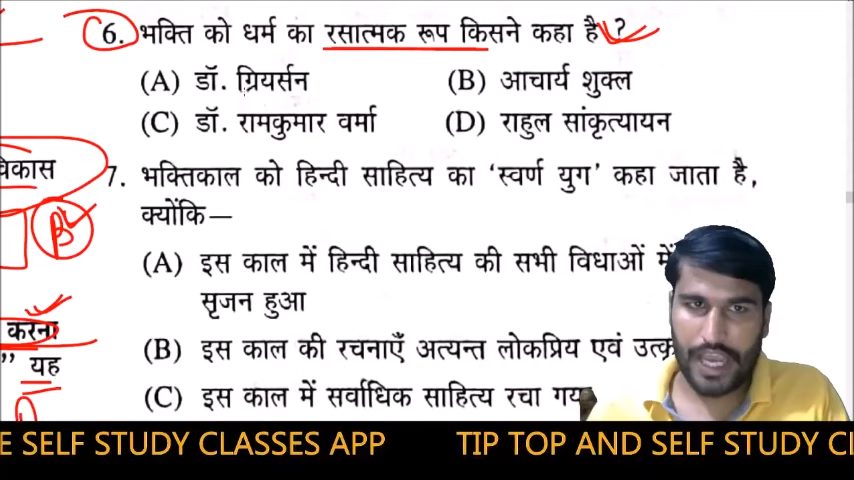 6. भक्ति को धर्म का रसात्मक रूप किसने कहा है ?
(A) डॉ. ग्रियर्सन (B) आचार्य शुक्ल
(C) डॉ. रामकुमार वर्मा (D) राहुल सांकृत्यायन
विकास
7. भक्तिकाल को हिन्दी साहित्य का ‘स्वर्ण युग’ कहा जाता है,
क्योंकि—
B
(A) इस काल में हिन्दी साहित्य की सभी विधाओं में
सृजन हुआ
करना
(B) इस काल की रचनाएँ अत्यन्त लोकप्रिय एवं
” यह
(C) इस काल में सर्वाधिक साहित्य रचा
E SELF STUDY CLASSES APP TIP TOP AND SELF STUDY CL